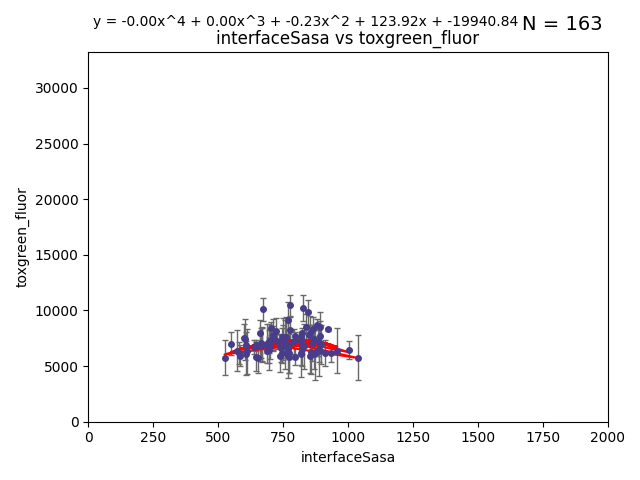 y = -0.00x^4 + 0.00x^3 + -0.23x^2 + 123.92x + -19940.84 N = 163
interfaceSasa vs toxgreen_fluor
30000
25000
20000
15000
10000
5000
0
toxgreen_fluor
0 250 500 750 1000 1250 1500 1750 2000
interfaceSasa